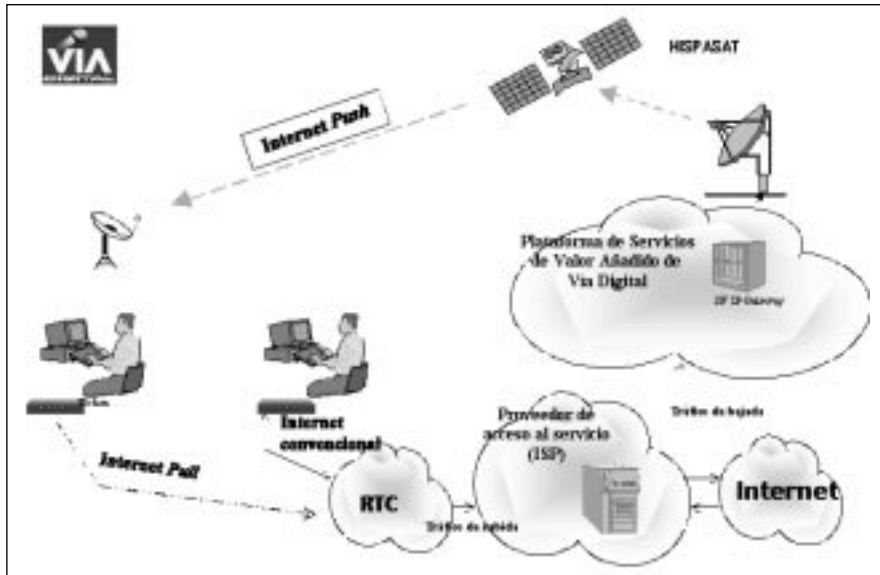 VIA
HISPASAT
Internet Push
Plataforma de Servicios
de Valor Añadido de
Via Digital
Internet
convencional
Proveedor de
acceso al servicio
(ISP)
Tráfico de bajada
Internet Pull
RTC
Internet
Tráfico de subida